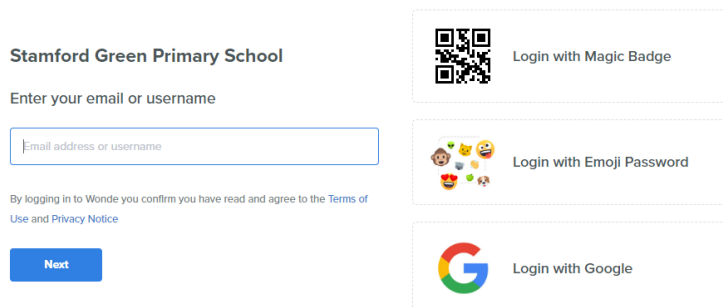 Stamford Green Primary School
Enter your email or username
Email address or username
By logging in to Wonde you confirm you have read and agree to the Terms of
Use and Privacy Notice
Next
Login with Magic Badge
Login with Emoji Password
Login with Google